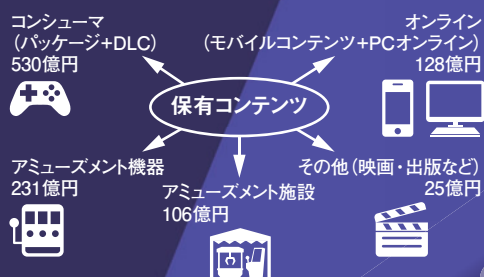 コンシューマ
（パッケージ+DLC）
530億円
オンライン
（モバイルコンテンツ+PCオンライン）
128億円
保有コンテンツ
アミューズメント機器
231億円
アミューズメント施設
106億円
その他（映画・出版など）
25億円